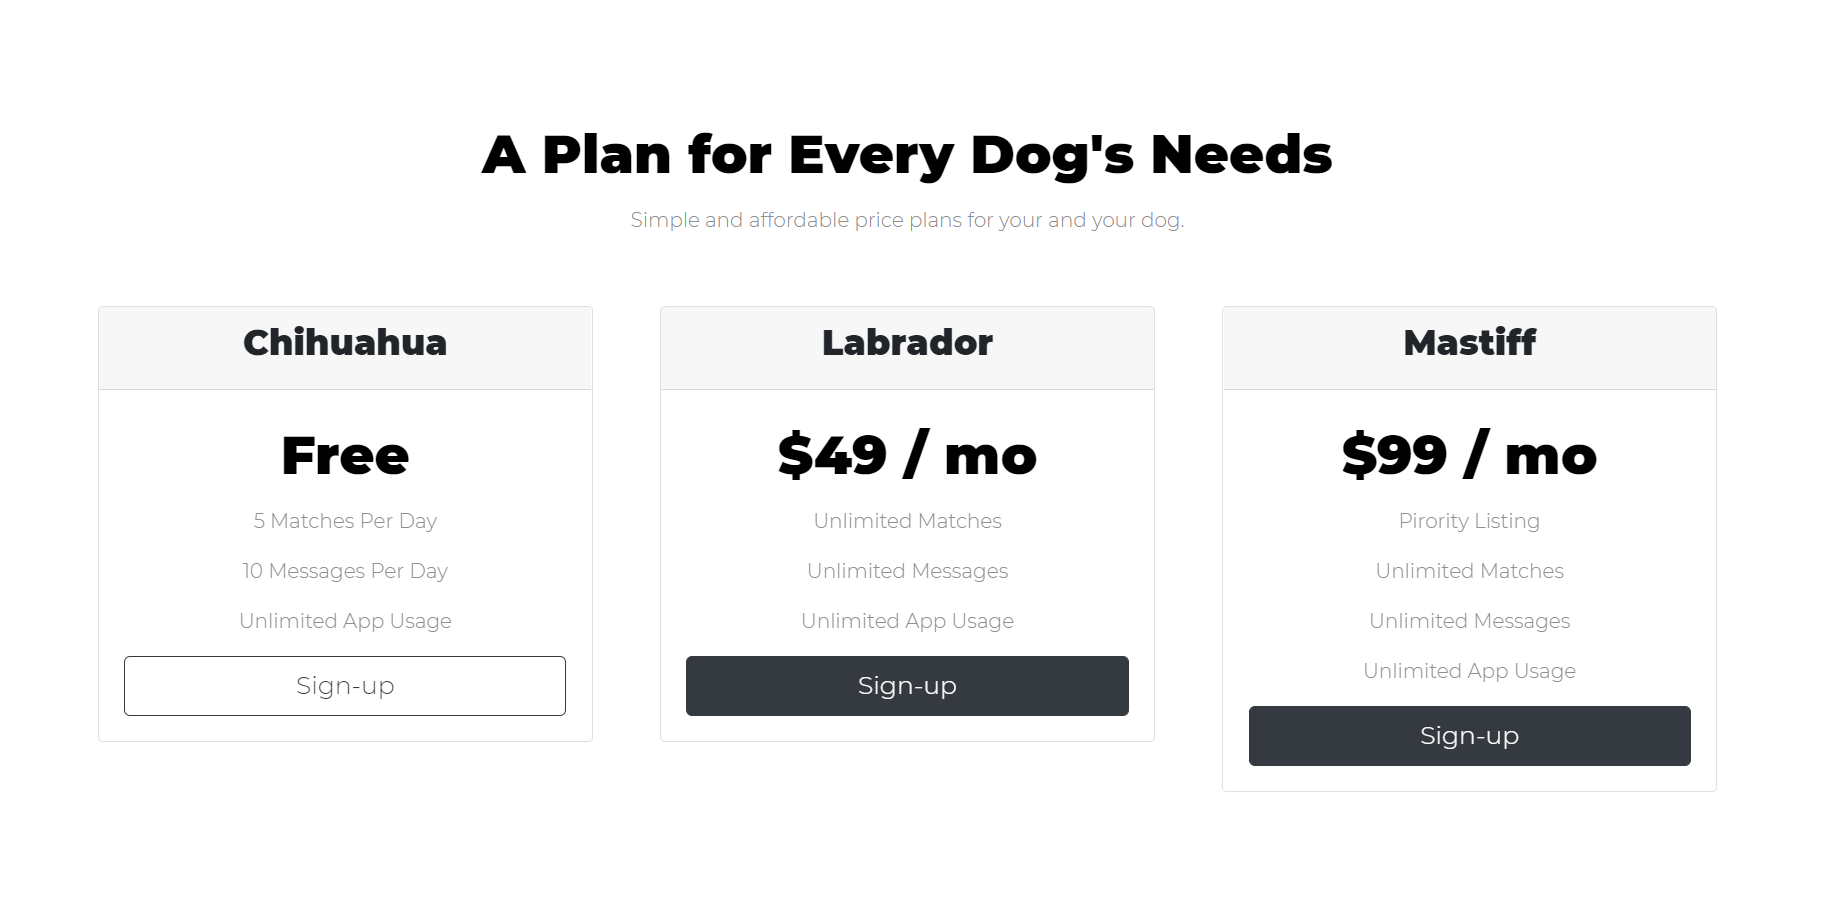 A Plan for Every Dog's Needs
Simple and affordable price plans for your and your dog.
Chihuahua
Free
5 Matches Per Day
10 Messages Per Day
Unlimited App Usage
Sign-up
Labrador
$49 / mo
Unlimited Matches
Unlimited Messages
Unlimited App Usage
Sign-up
Mastiff
$99 / mo
Pirority Listing
Unlimited Matches
Unlimited Messages
Unlimited App Usage
Sign-up